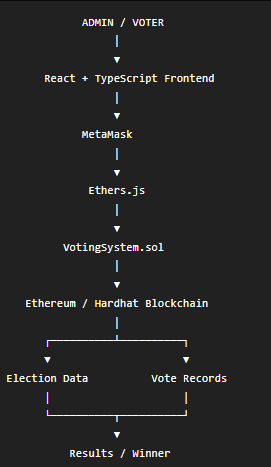 ADMIN / VOTER
React + TypeScript Frontend
MetaMask
Ethers.js
VotingSystem.sol
Ethereum / Hardhat Blockchain
Election Data Vote Records
Results / Winner